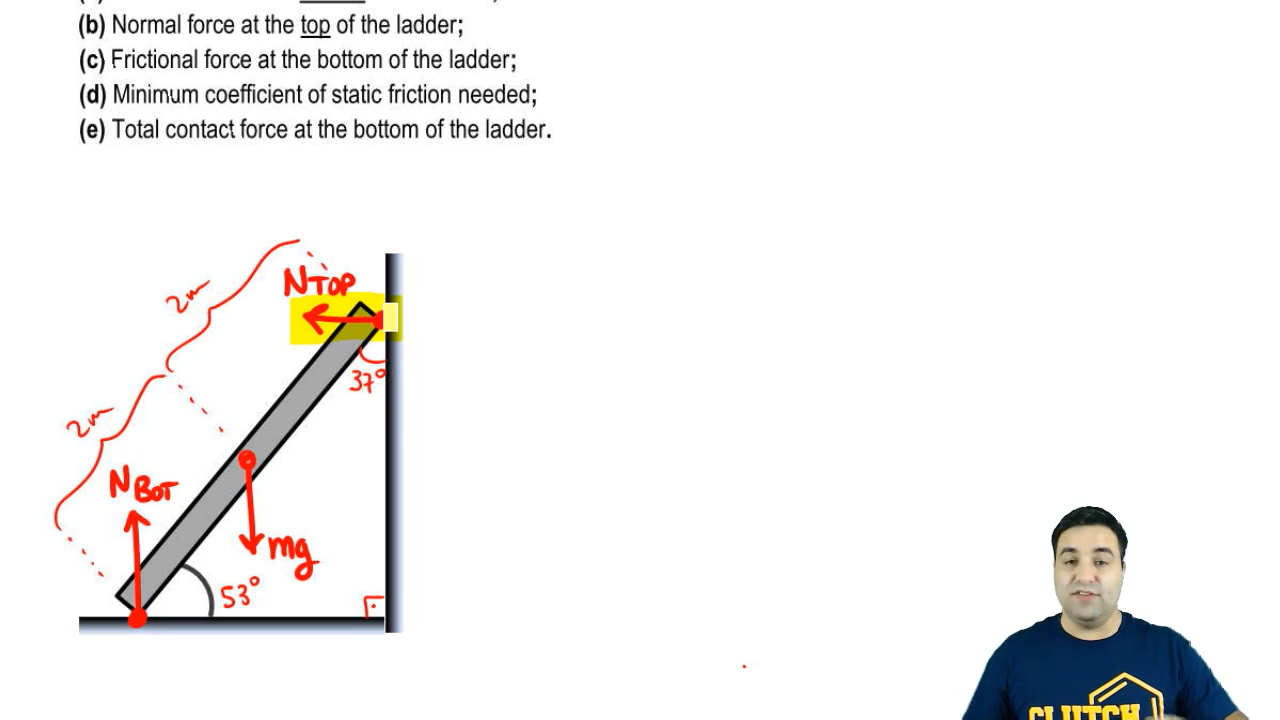 (b) Normal force at the top of the ladder;
(c) Frictional force at the bottom of the ladder;
(d) Minimum coefficient of static friction needed;
(e) Total contact force at the bottom of the ladder.
NTOP
2m
37°
2m
NBOT
mg
53°
CLUTCH